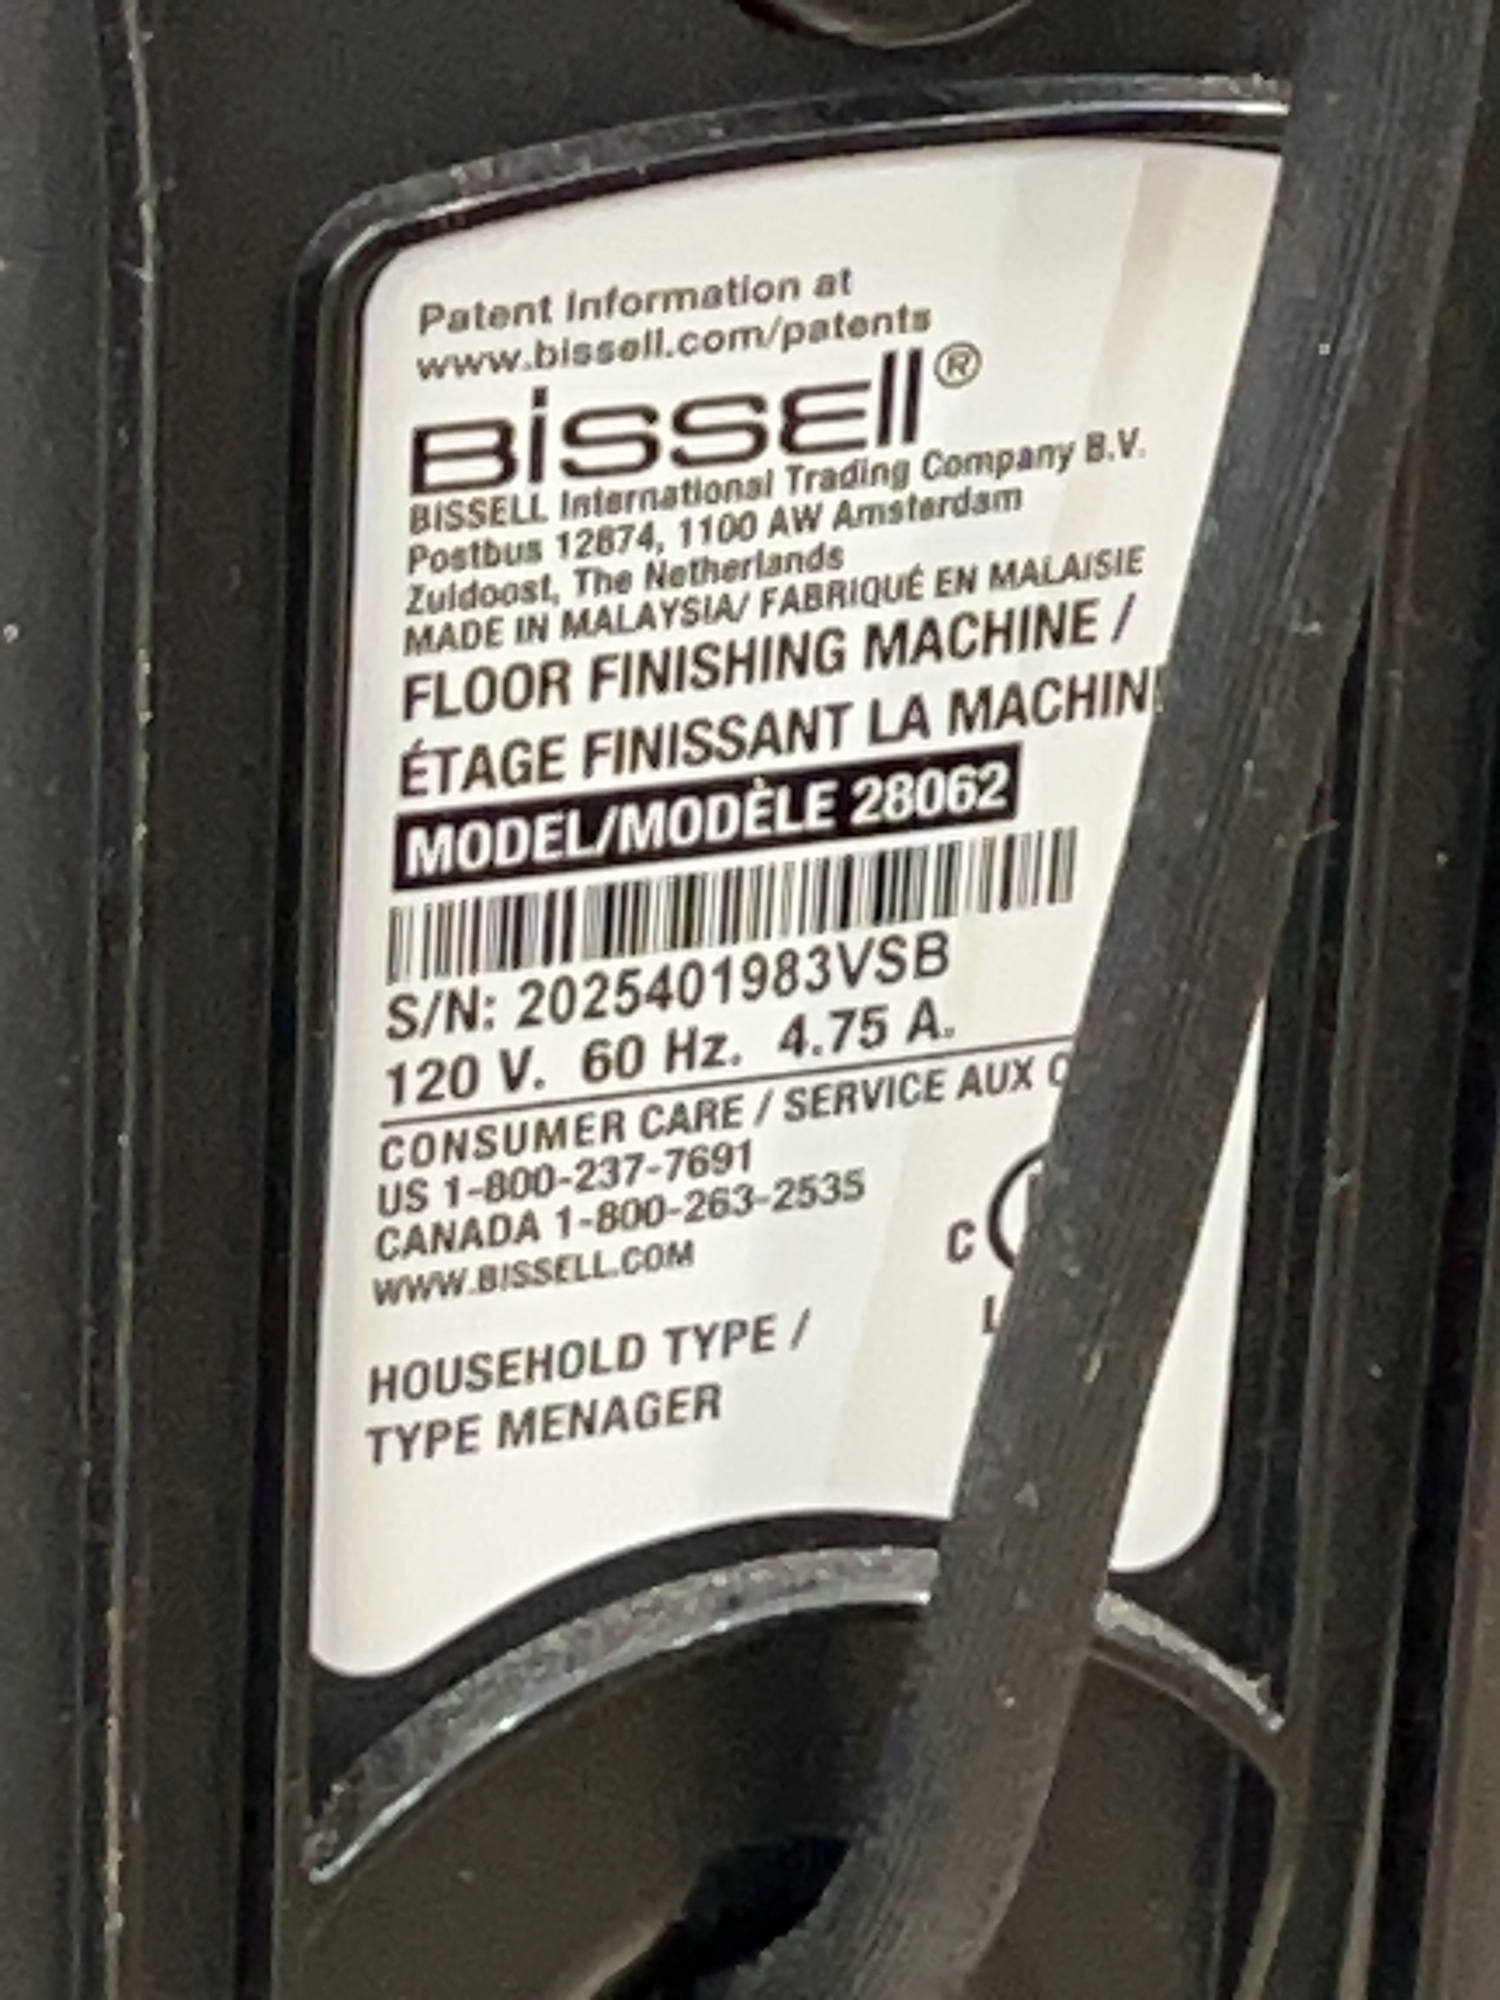 Patent Information at
www.bissell.com/patents
BISSELL®
BISSELL International Trading Company B.V.
Postbus 12874, 1100 AW Amsterdam
Zuidoost, The Netherlands
MADE IN MALAYSIA/ FABRIQUÉ EN MALAISIE
FLOOR FINISHING MACHINE /
ÉTAGE FINISSANT LA
MODEL/MODÈLE 28062
S/N: 2025401983VSB
120 V. 60 Hz. 4.75 A.
CONSUMER CARE / SERVICE AUX
US 1-800-237-7691
CANADA 1-800-263-2535
WWW.BISSELL.COM
C
HOUSEHOLD TYPE /
TYPE MENAGER